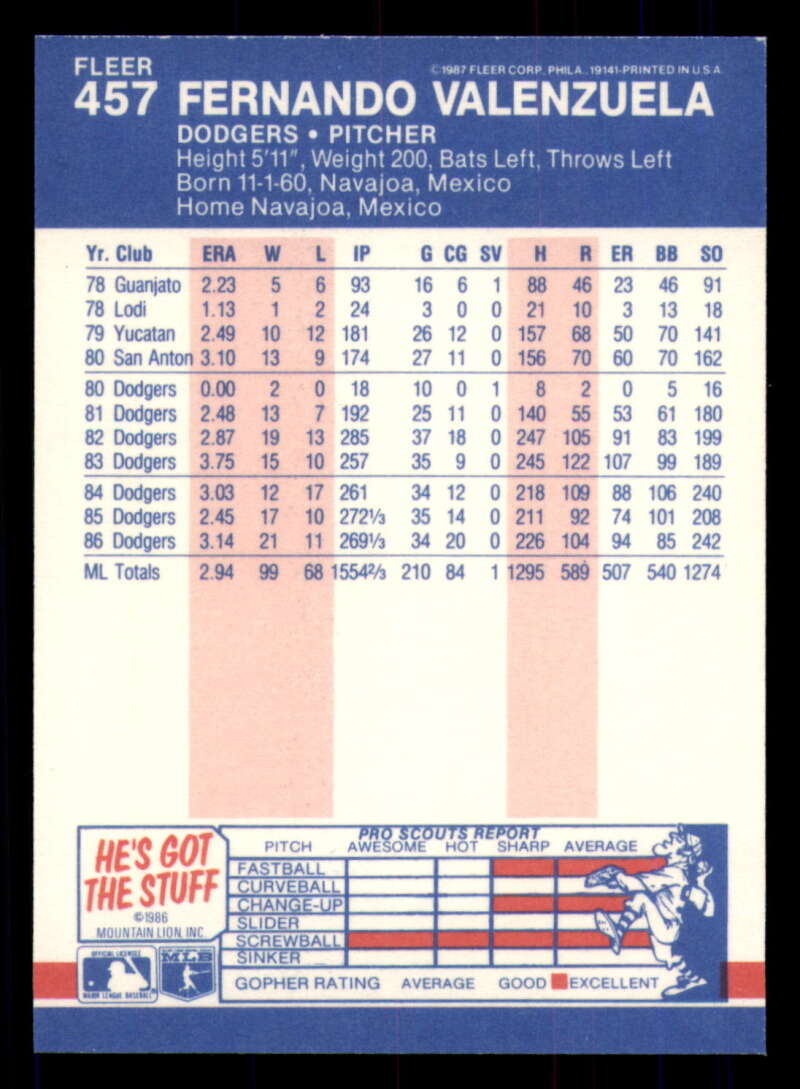 FLEER
©1987 FLEER CORP. PHILA., 19141-PRINTED IN U.S.A.
457 FERNANDO VALENZUELA
DODGERS • PITCHER
Height 5'11", Weight 200, Bats Left, Throws Left
Born 11-1-60, Navajoa, Mexico
Home Navajoa, Mexico
Yr. Club ERA W L IP G CG SV H R ER BB SO
78 Guanjato 2.23 5 6 93 16 6 1 88 46 23 46 91
78 Lodi 1.13 1 2 24 3 0 0 21 10 3 13 18
79 Yucatan 2.49 10 12 181 26 12 0 157 68 50 70 141
80 San Anton 3.10 13 9 174 27 11 0 156 70 60 70 162
80 Dodgers 0.00 2 0 18 10 0 1 8 2 0 5 16
81 Dodgers 2.48 13 7 192 25 11 0 140 55 53 61 180
82 Dodgers 2.87 19 13 285 37 18 0 247 105 91 83 199
83 Dodgers 3.75 15 10 257 35 9 0 245 122 107 99 189
84 Dodgers 3.03 12 17 261 34 12 0 218 109 88 106 240
85 Dodgers 2.45 17 10 272⅓ 35 14 0 211 92 74 101 208
86 Dodgers 3.14 21 11 269⅓ 34 20 0 226 104 94 85 242
ML Totals 2.94 99 68 1554⅔ 210 84 1 1295 589 507 540 1274
HE'S GOT
THE STUFF
©1986
MOUNTAIN LION, INC.
PRO SCOUTS REPORT
PITCH AWESOME HOT SHARP AVERAGE
FASTBALL
CURVEBALL
CHANGE-UP
SLIDER
SCREWBALL
SINKER
GOPHER RATING AVERAGE GOOD EXCELLENT
OFFICIAL LICENSEE
MAJOR LEAGUE BASEBALL
MLB